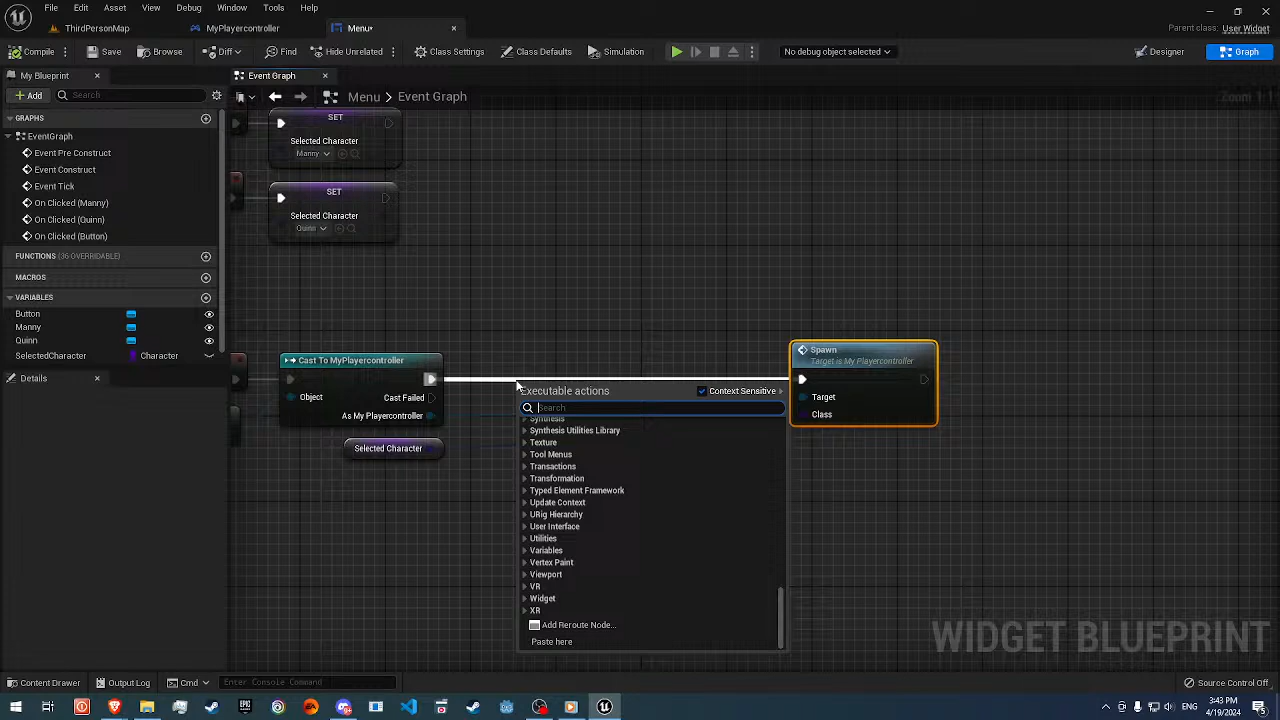 File Edit Asset View Debug Window Tools Help
ThirdPersonMap MyPlayercontroller Menu•
Parent class: User Widget
Compile Save Browse Diff Find Hide Unrelated Class Settings Class Defaults Simulation No debug object selected Designer Graph
My Blueprint Event Graph
Add Search Menu > Event Graph Zoom 1:1
GRAPHS
EventGraph
Event Pre Construct
Event Construct
Event Tick
On Clicked (Manny)
On Clicked (Quinn)
On Clicked (Button)
FUNCTIONS (36 OVERRIDABLE)
MACROS
VARIABLES
Button
Manny
Quinn
SelectedCharacter Character
Details
SET
Selected Character
Manny
SET
Selected Character
Quinn
Cast To MyPlayercontroller
Object Cast Failed
As My Playercontroller
Selected Character
Executable actions Context Sensitive
Search
Synthesis
Synthesis Utilities Library
Texture
Tool Menus
Transactions
Transformation
Typed Element Framework
Update Context
URig Hierarchy
User Interface
Utilities
Variables
Vertex Paint
Viewport
VR
Widget
XR
Add Reroute Node...
Paste here
Spawn
Target is My Playercontroller
Target
Class
WIDGET BLUEPRINT
Content Drawer Output Log Cmd Enter Console Command Source Control Off
3:43 PM
4/19/2024